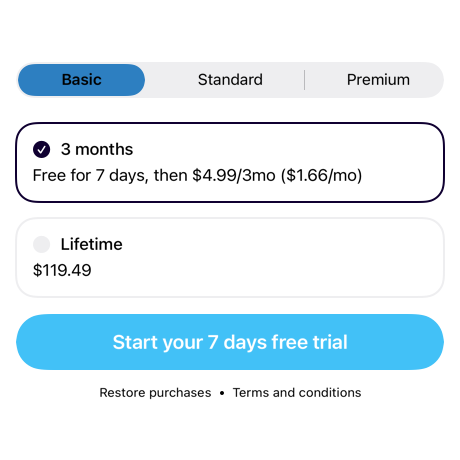 Basic Standard Premium
3 months
Free for 7 days, then $4.99/3mo ($1.66/mo)
Lifetime
$119.49
Start your 7 days free trial
Restore purchases • Terms and conditions